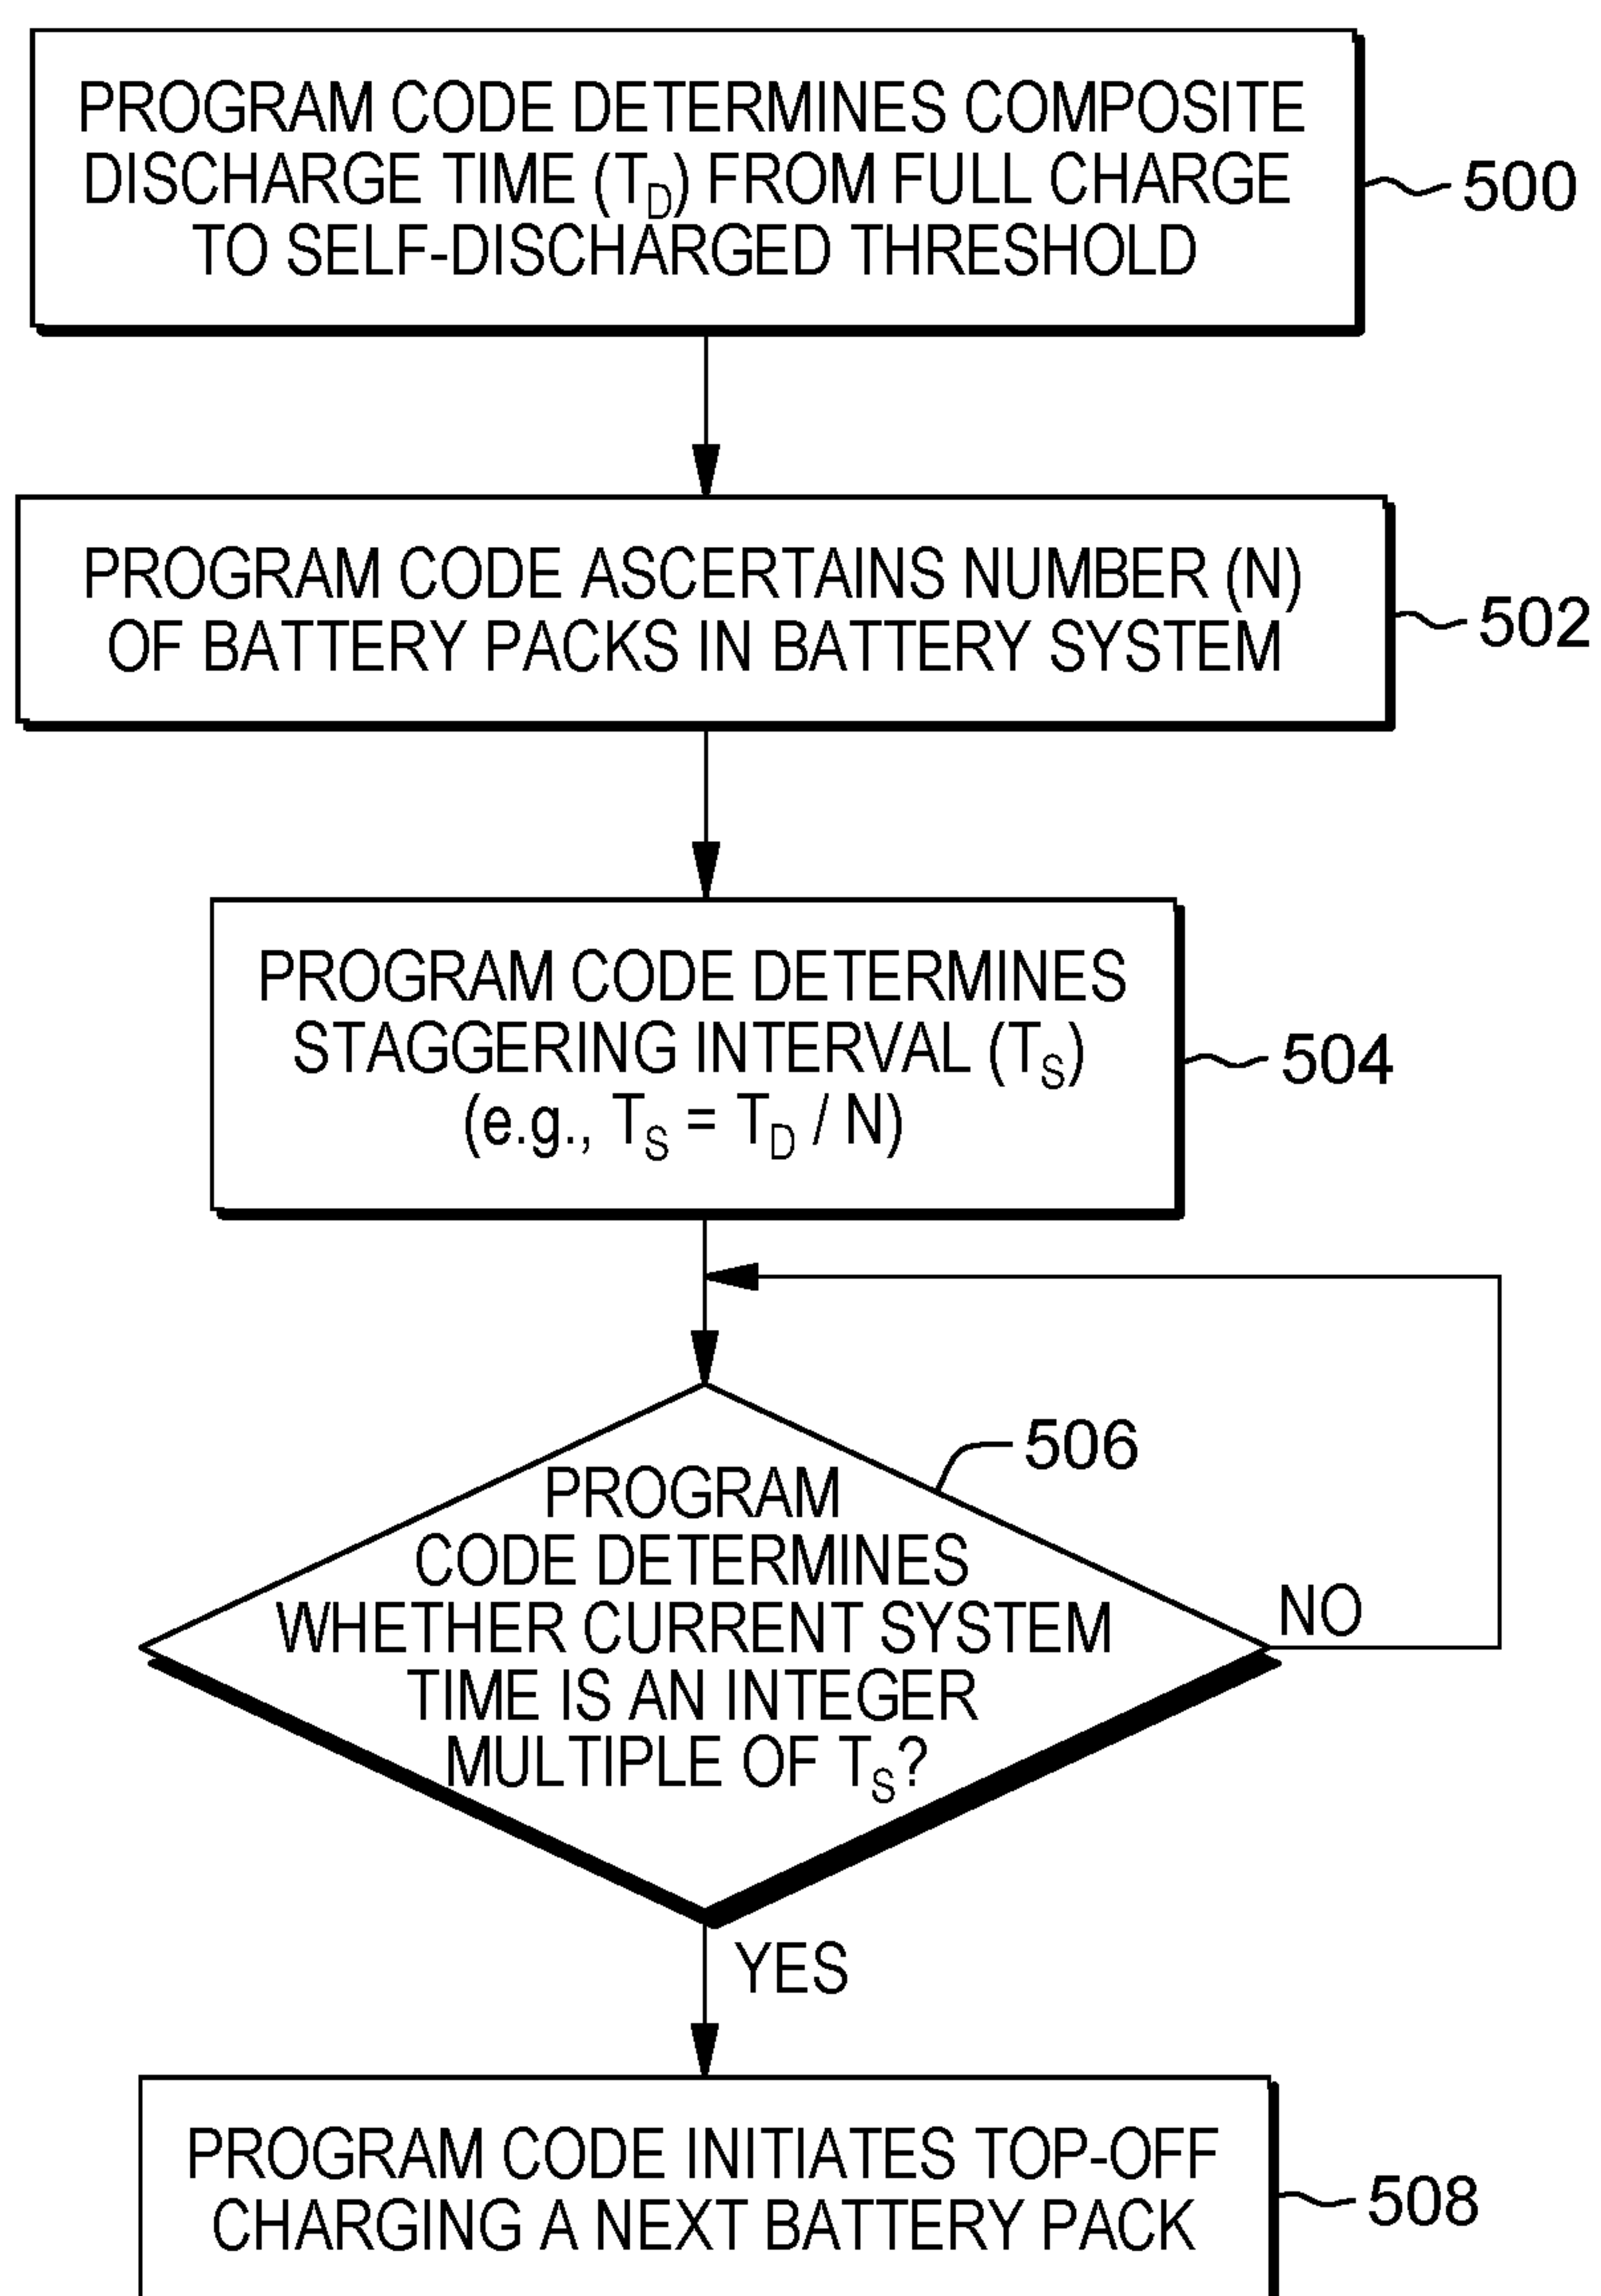 PROGRAM CODE DETERMINES COMPOSITE
DISCHARGE TIME (TD) FROM FULL CHARGE
TO SELF-DISCHARGED THRESHOLD
500
PROGRAM CODE ASCERTAINS NUMBER (N)
OF BATTERY PACKS IN BATTERY SYSTEM
502
PROGRAM CODE DETERMINES
STAGGERING INTERVAL (TS)
(e.g., TS = TD / N)
504
506
PROGRAM
CODE DETERMINES
WHETHER CURRENT SYSTEM
TIME IS AN INTEGER
MULTIPLE OF TS?
NO
YES
PROGRAM CODE INITIATES TOP-OFF
CHARGING A NEXT BATTERY PACK
508